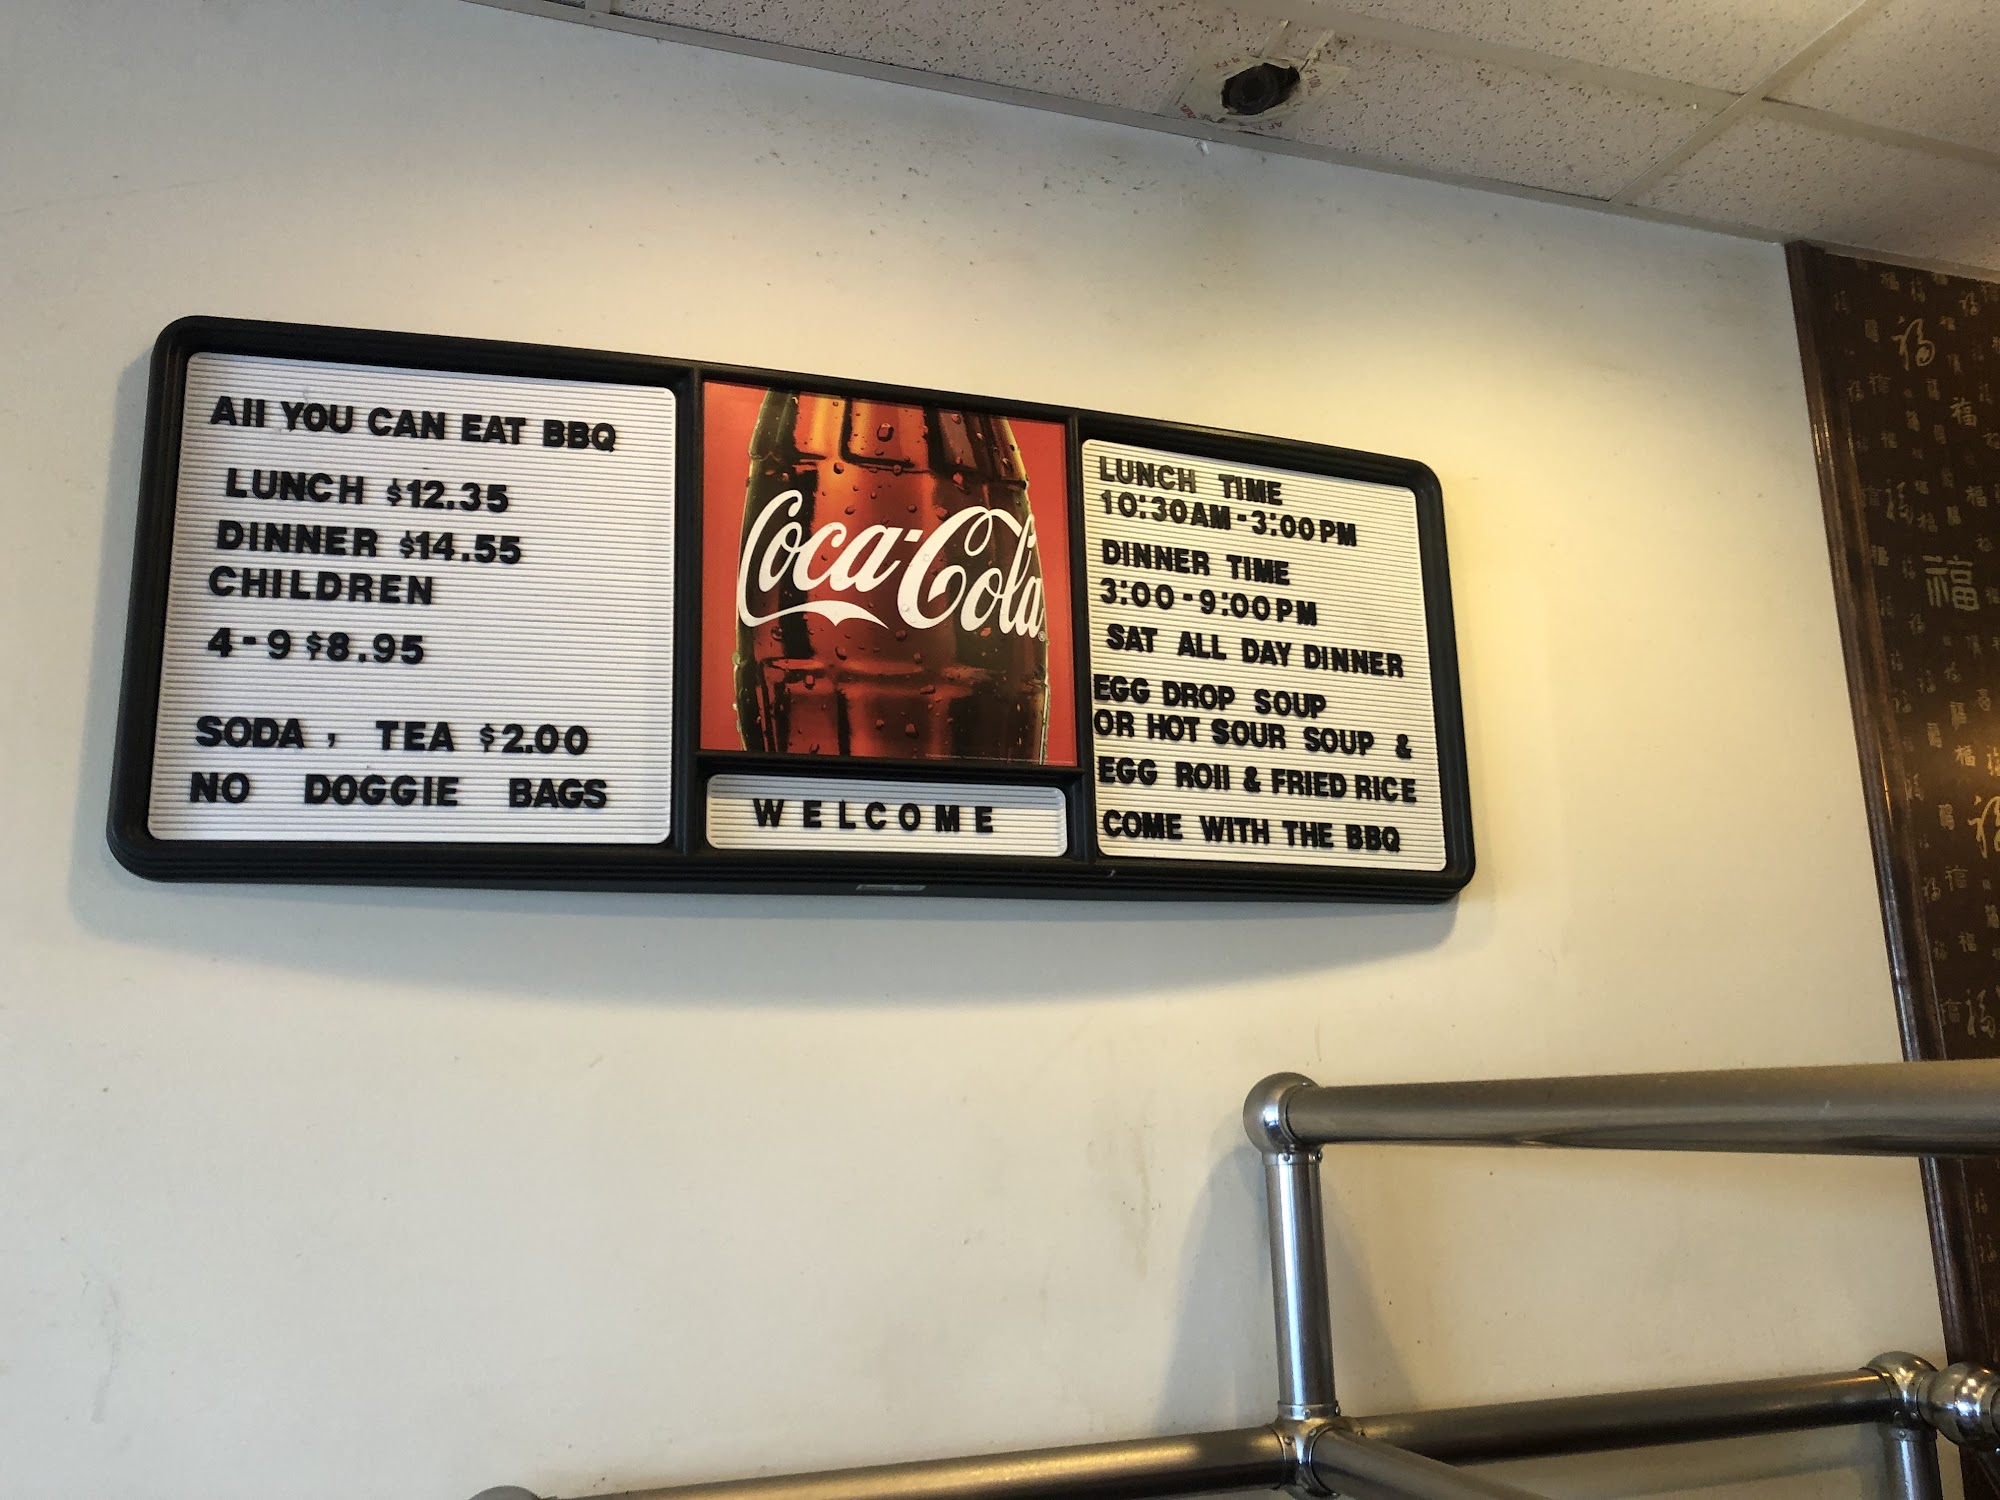 All YOU CAN EAT BBQ
LUNCH $12.35
DINNER $14.55
CHILDREN
4-9 $8.95
SODA, TEA $2.00
NO DOGGIE BAGS
Coca-Cola
WELCOME
LUNCH TIME
10:30AM-3:00PM
DINNER TIME
3:00-9:00PM
SAT ALL DAY DINNER
EGG DROP SOUP
OR HOT SOUR SOUP &
EGG ROll & FRIED RICE
COME WITH THE BBQ
福
福
福